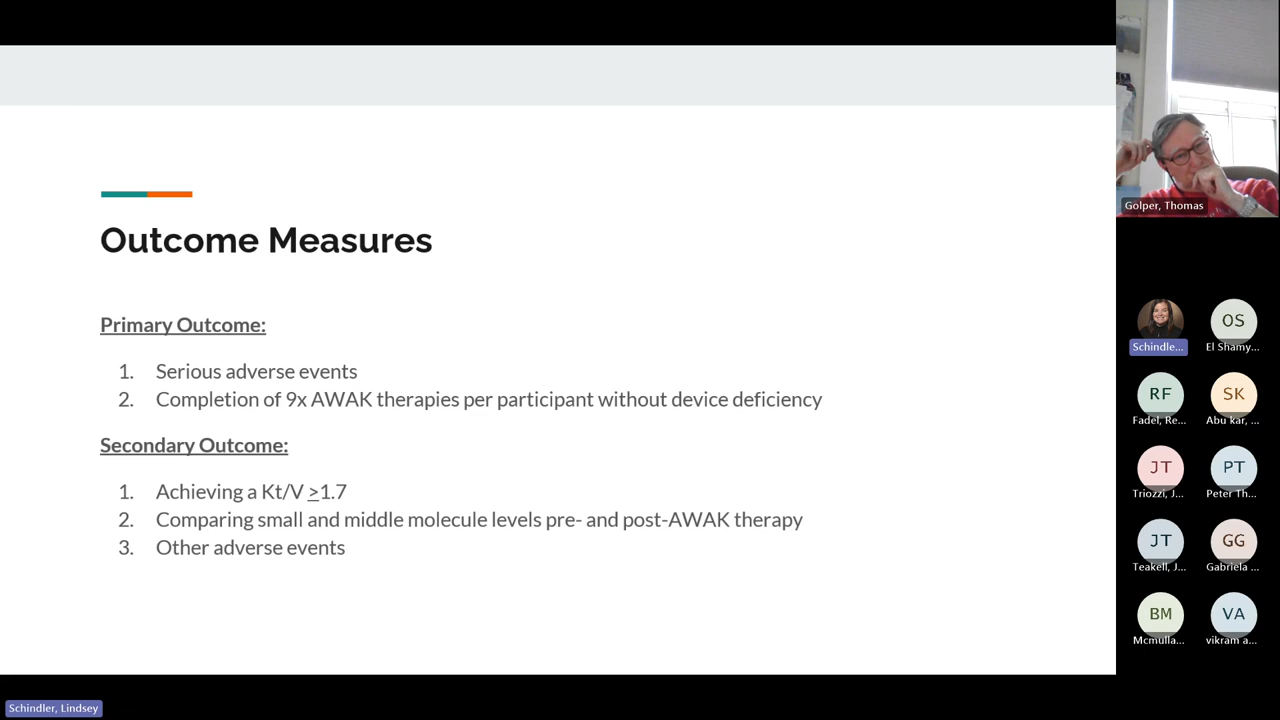 Outcome Measures
Primary Outcome:
1. Serious adverse events
2. Completion of 9x AWAK therapies per participant without device deficiency
Secondary Outcome:
1. Achieving a Kt/V >1.7
2. Comparing small and middle molecule levels pre- and post-AWAK therapy
3. Other adverse events
Golper, Thomas
Schindle...
OS
El Shamy...
RF
Fadel, Re...
SK
Abu kar, ...
JT
Triozzi, J...
PT
Peter Th...
JT
Teakell, J...
GG
Gabriela ...
BM
Mcmulla...
VA
vikram a...
Schindler, Lindsey